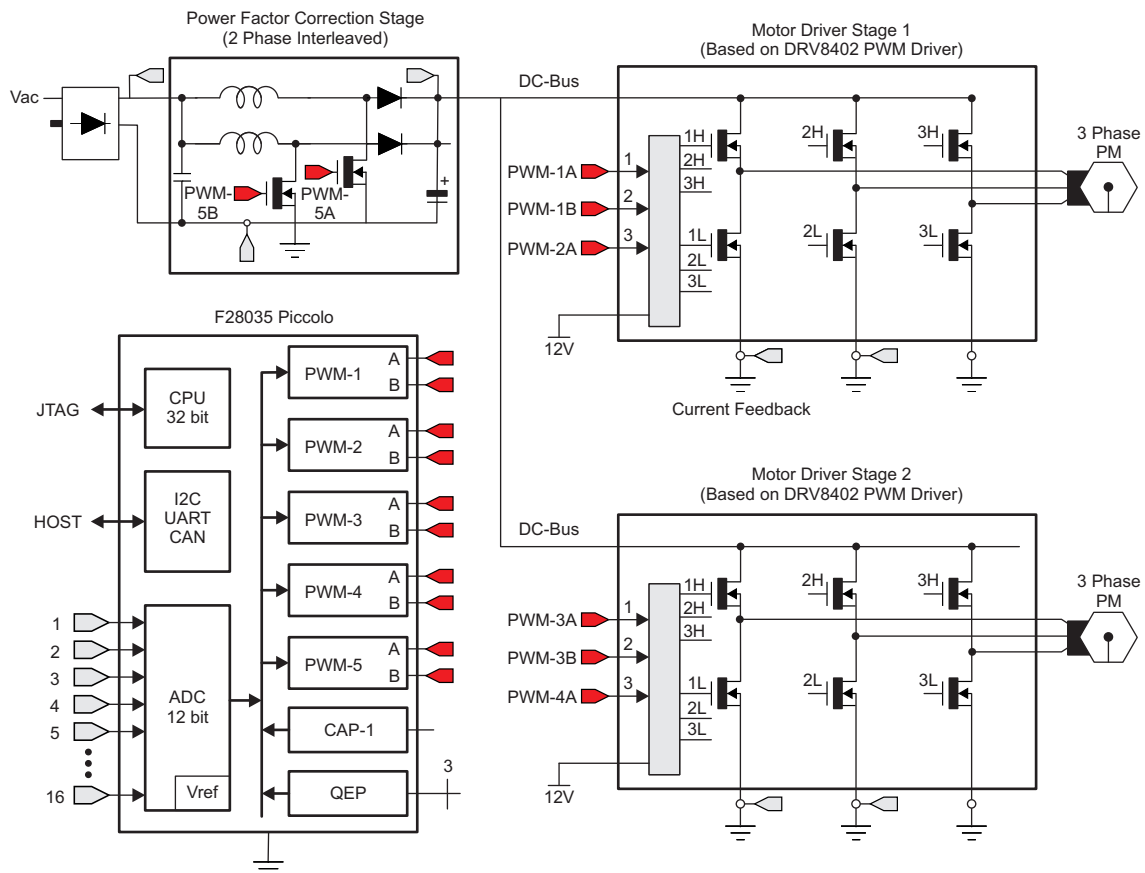 Power Factor Correction Stage
(2 Phase Interleaved)
Vac
PWM-
5B
PWM-
5A
+
DC-Bus
Motor Driver Stage 1
(Based on DRV8402 PWM Driver)
1H
2H
3H
2H
3H
PWM-1A
1
PWM-1B
2
PWM-2A
3
1L
2L
3L
2L
3L
12V
3 Phase
PM
Current Feedback
F28035 Piccolo
JTAG
CPU
32 bit
HOST
I2C
UART
CAN
1
2
3
4
5
16
ADC
12 bit
Vref
PWM-1
A
B
PWM-2
A
B
PWM-3
A
B
PWM-4
A
B
PWM-5
A
B
CAP-1
QEP
3
Motor Driver Stage 2
(Based on DRV8402 PWM Driver)
DC-Bus
1H
2H
3H
2H
3H
PWM-3A
1
PWM-3B
2
PWM-4A
3
1L
2L
3L
2L
3L
12V
3 Phase
PM